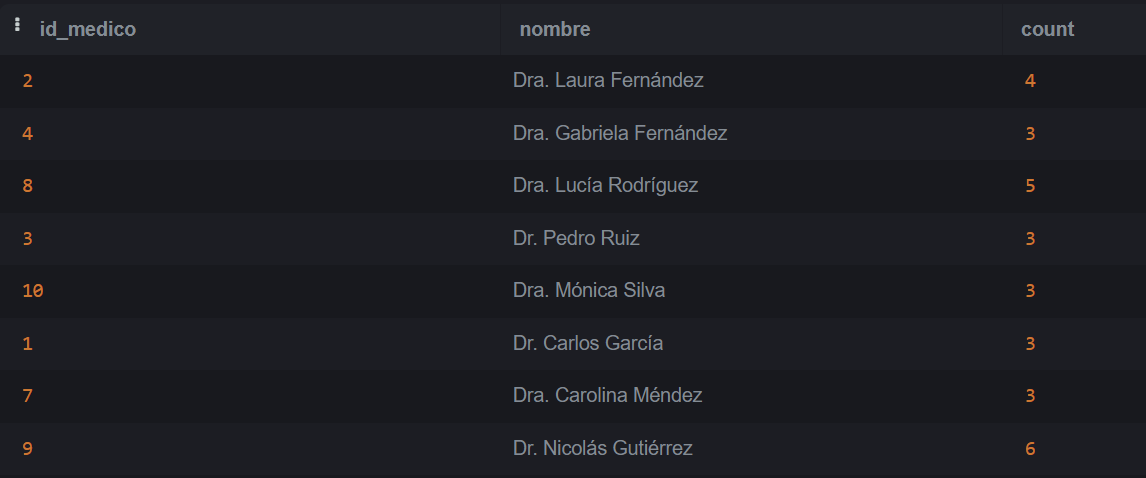 id_medico nombre count
2 Dra. Laura Fernández 4
4 Dra. Gabriela Fernández 3
8 Dra. Lucía Rodríguez 5
3 Dr. Pedro Ruiz 3
10 Dra. Mónica Silva 3
1 Dr. Carlos García 3
7 Dra. Carolina Méndez 3
9 Dr. Nicolás Gutiérrez 6